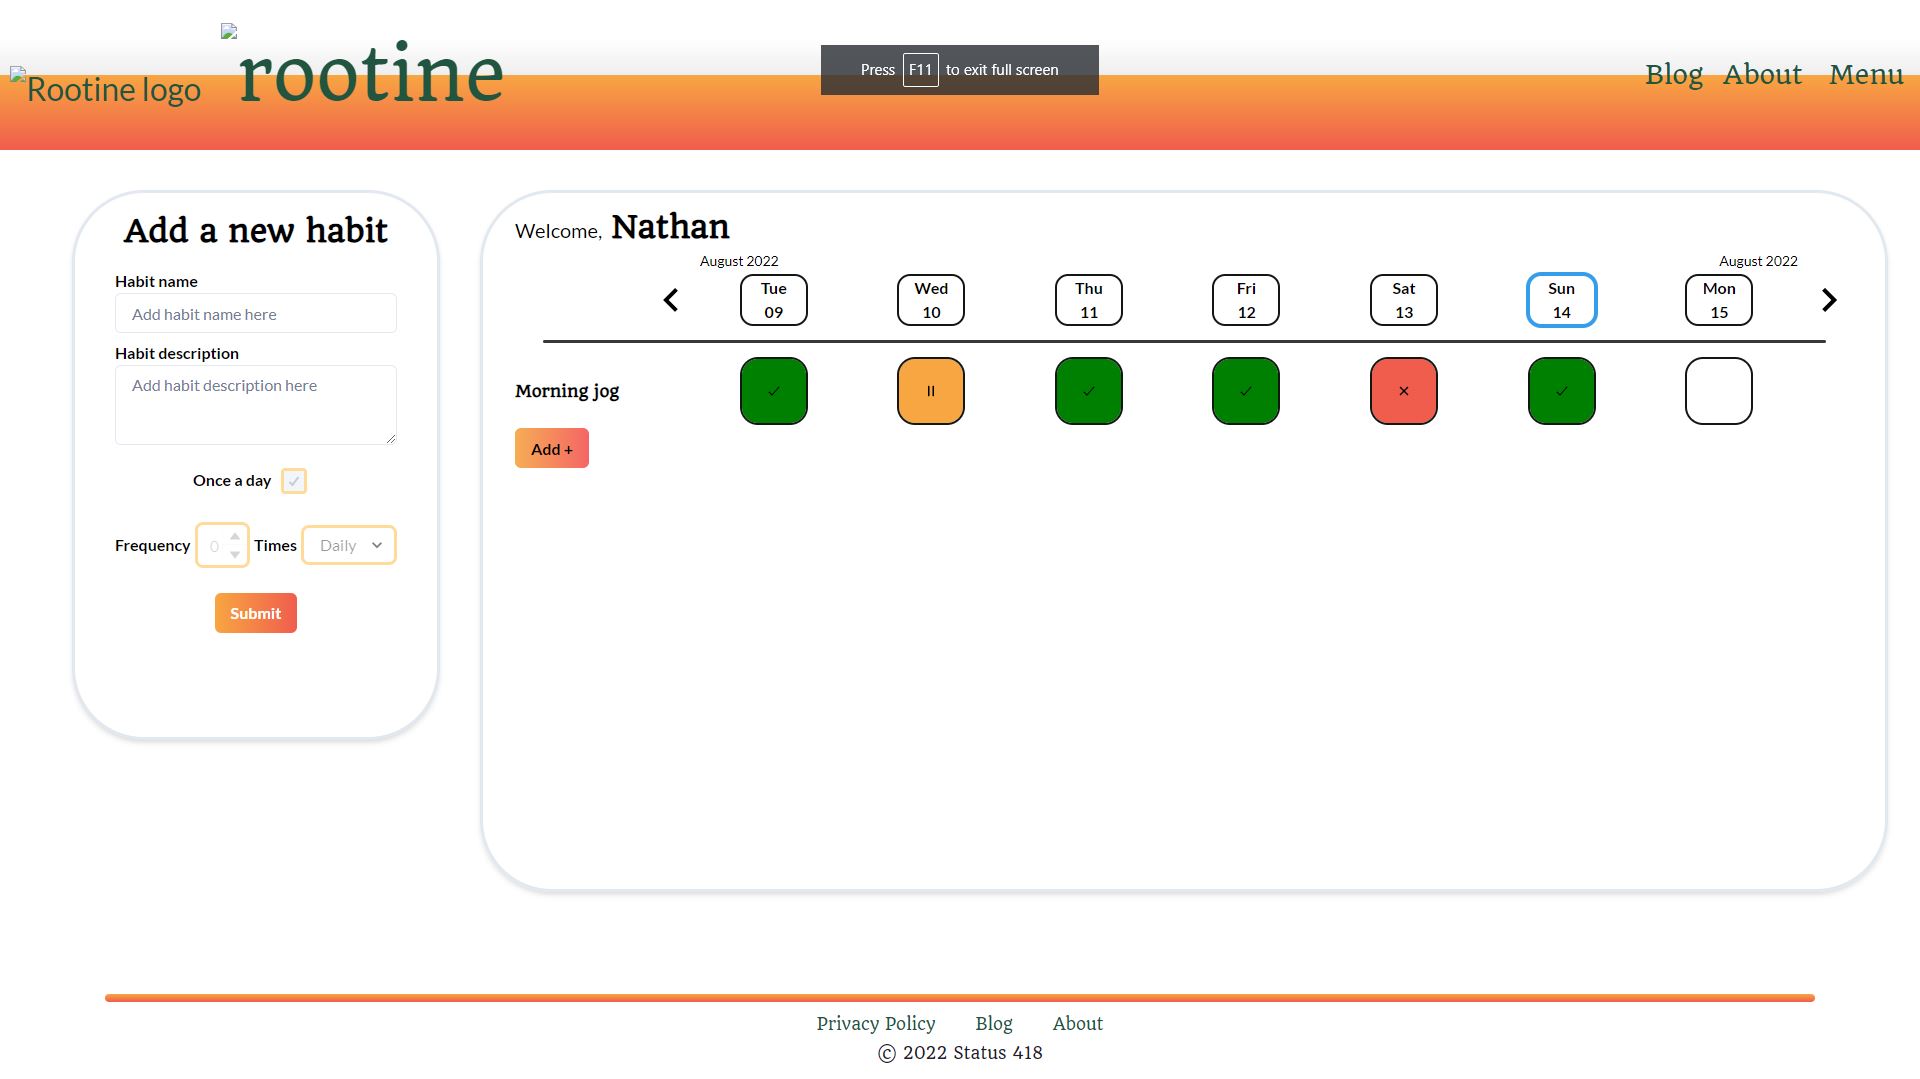 Rootine logo rootine
Press F11 to exit full screen
Blog About Menu
Add a new habit
Habit name
Add habit name here
Habit description
Add habit description here
Once a day
Frequency 0 Times Daily
Submit
Welcome, Nathan
August 2022 August 2022
Tue Wed Thu Fri Sat Sun Mon
09 10 11 12 13 14 15
Morning jog
Add +
Privacy Policy Blog About
© 2022 Status 418